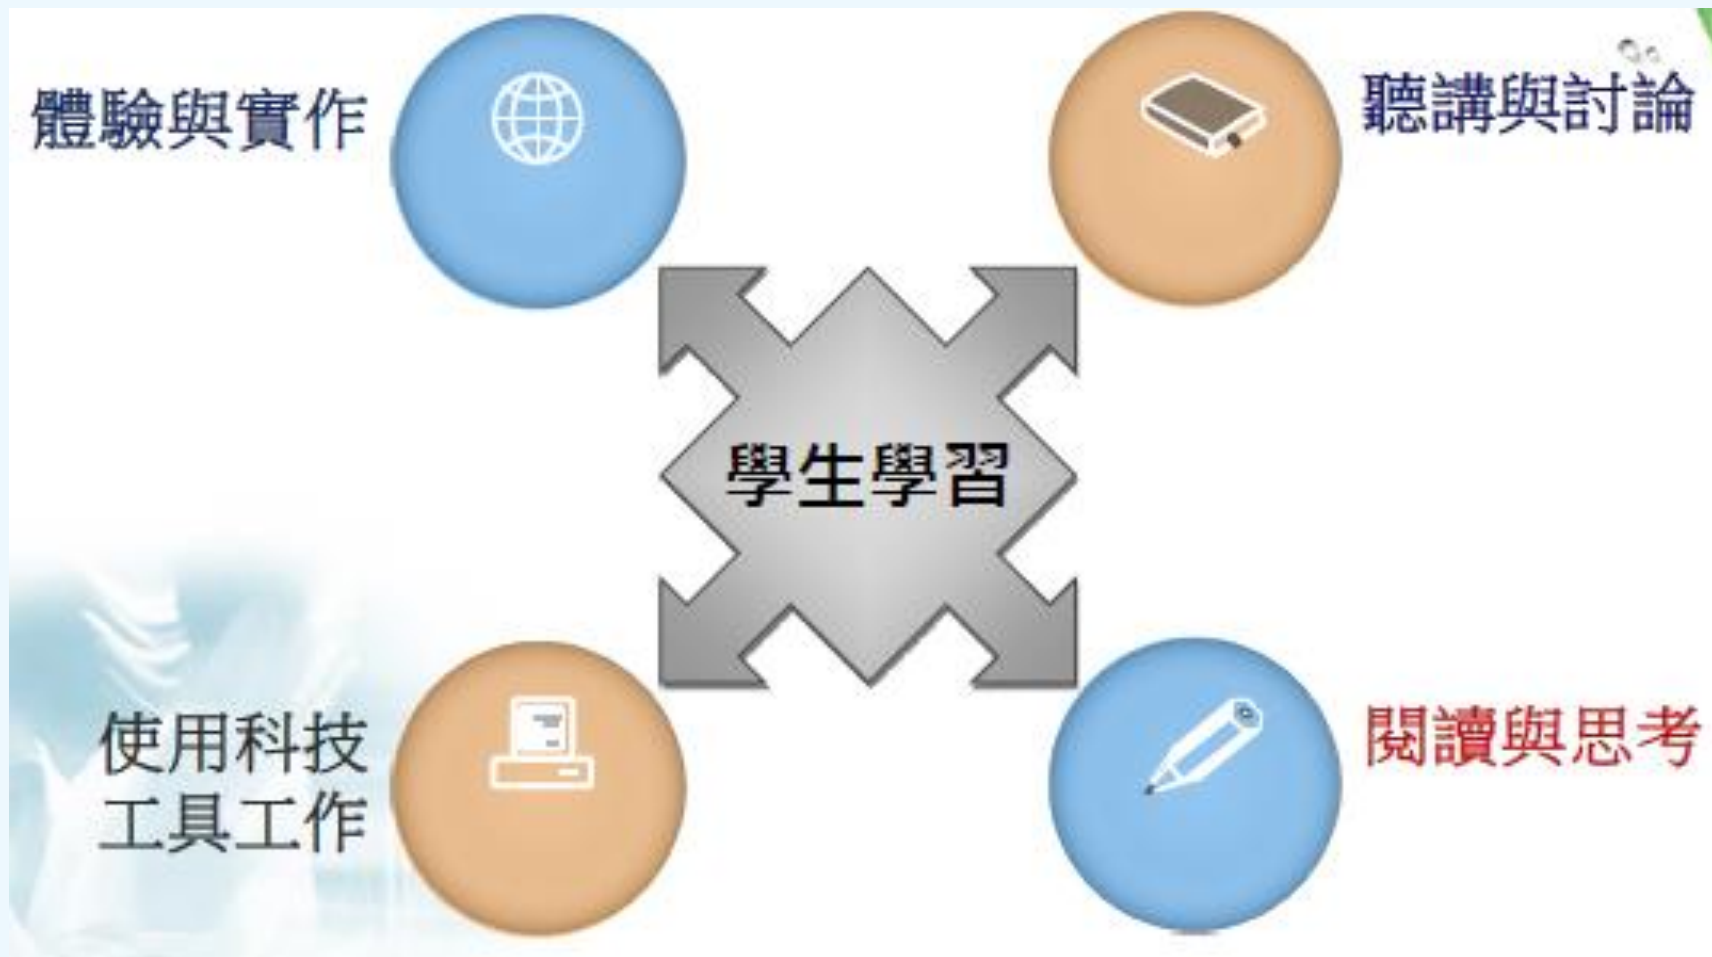 體驗與實作
聽講與討論
學生學習
使用科技
工具工作
閱讀與思考